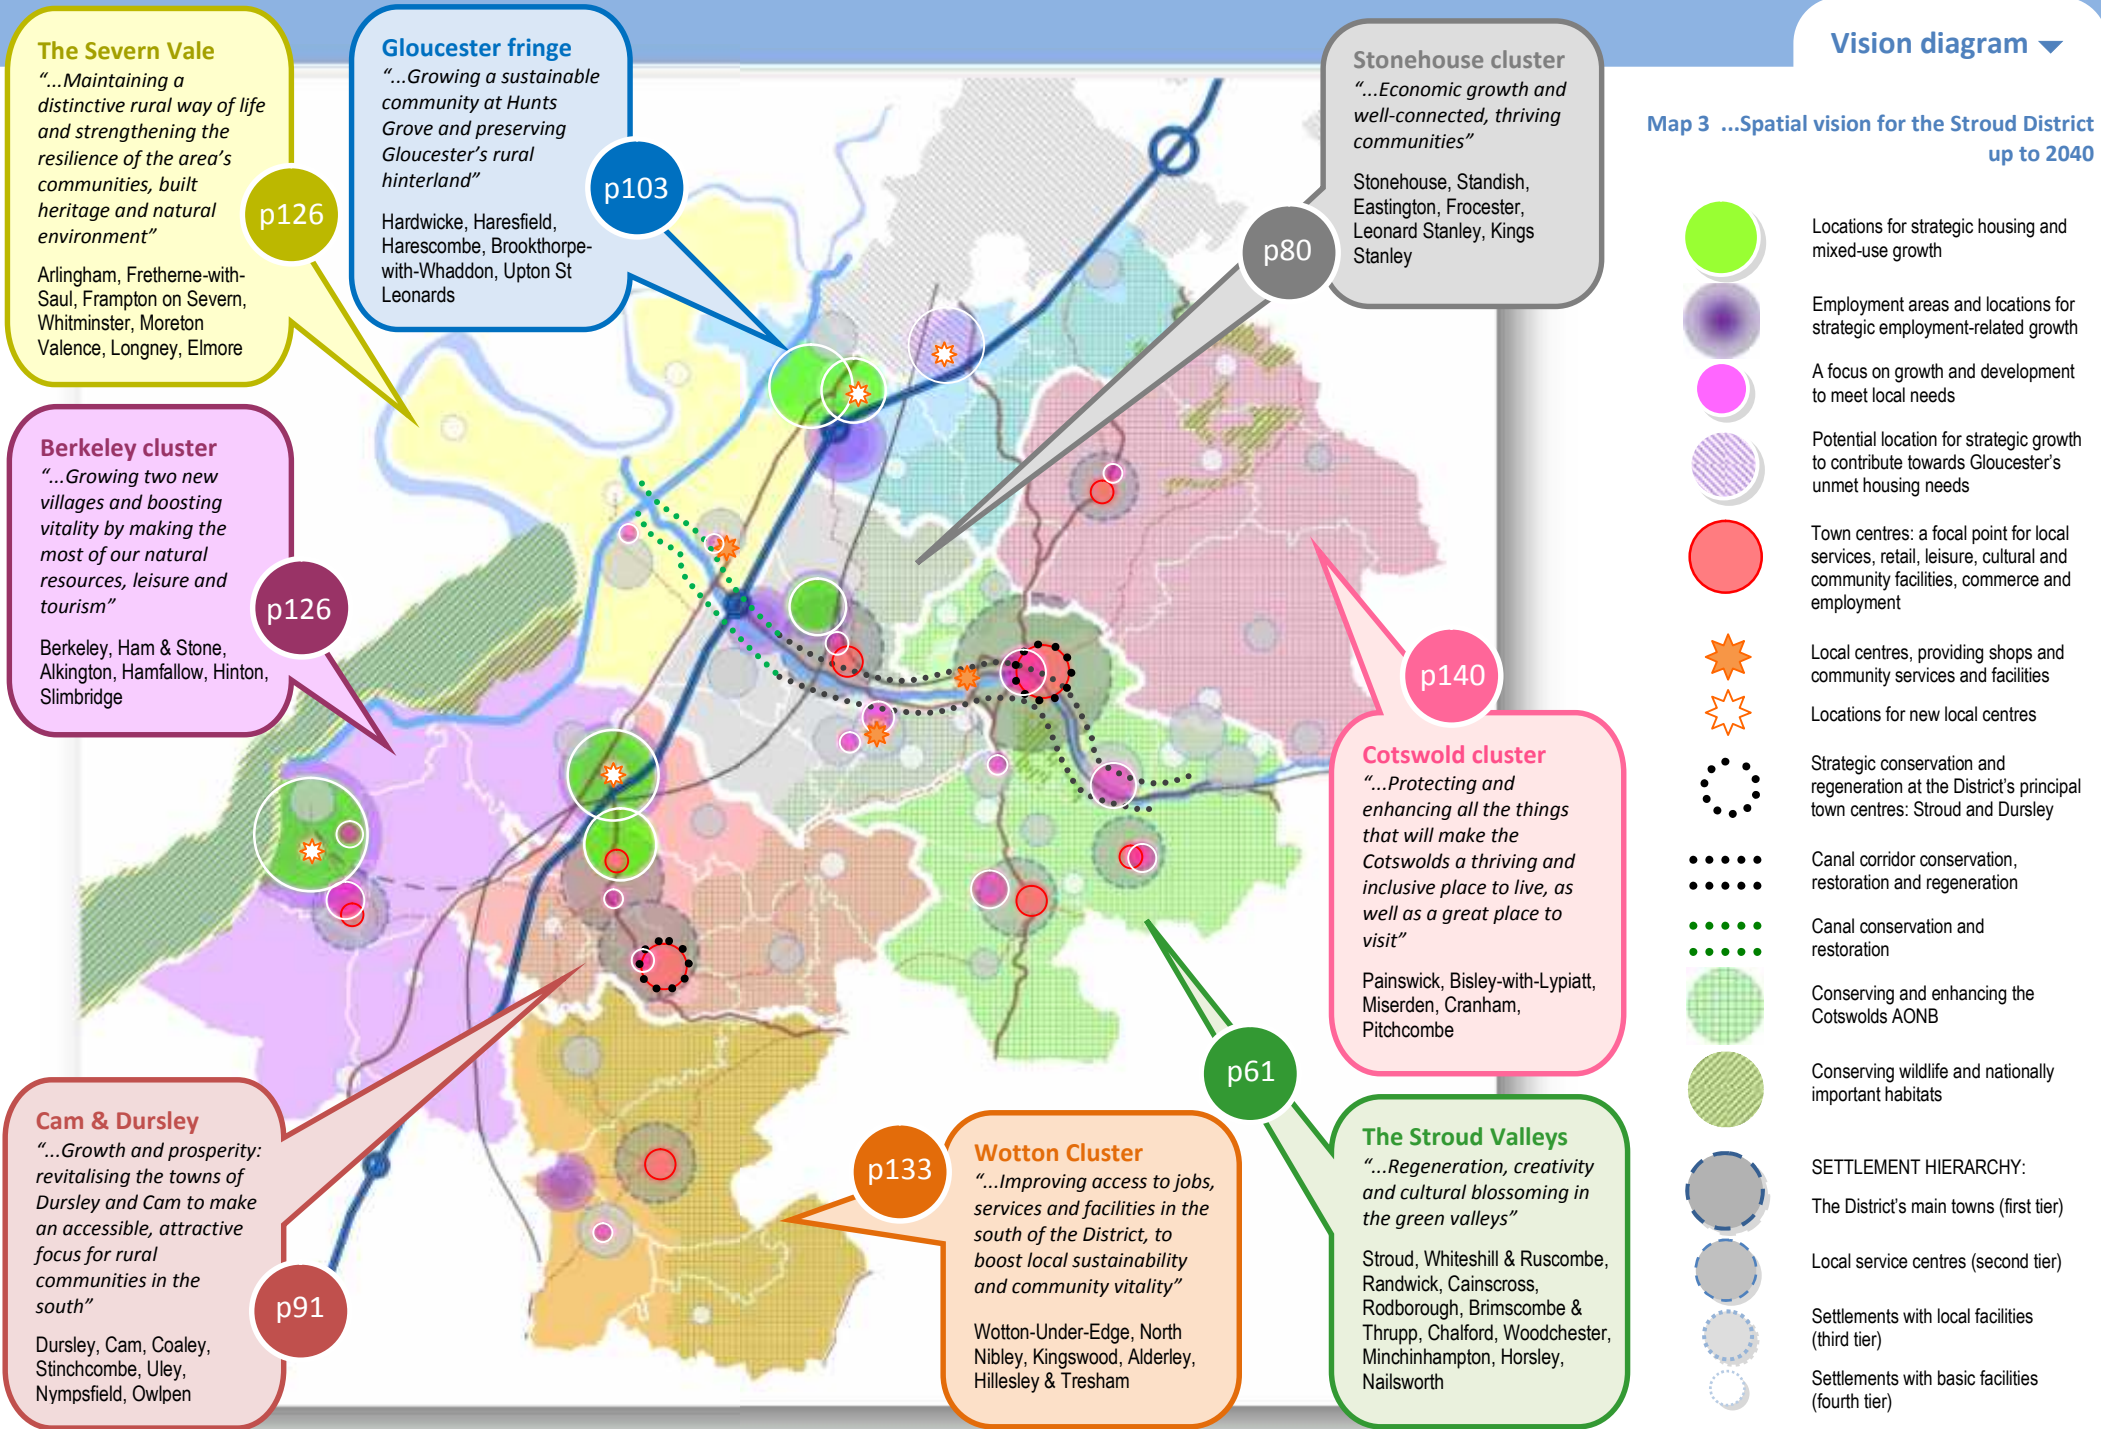 Vision diagram
Map 3 ...Spatial vision for the Stroud District
up to 2040
The Severn Vale
“...Maintaining a
distinctive rural way of life
and strengthening the
resilience of the area’s
communities, built
heritage and natural
environment”
Arlingham, Fretherne-with-
Saul, Frampton on Severn,
Whitminster, Moreton
Valence, Longney, Elmore
p126
Gloucester fringe
“...Growing a sustainable
community at Hunts
Grove and preserving
Gloucester’s rural
hinterland”
Hardwicke, Haresfield,
Harescombe, Brookthorpe-
with-Whaddon, Upton St
Leonards
p103
Stonehouse cluster
“...Economic growth and
well-connected, thriving
communities”
Stonehouse, Standish,
Eastington, Frocester,
Leonard Stanley, Kings
Stanley
p80
Berkeley cluster
“...Growing two new
villages and boosting
vitality by making the
most of our natural
resources, leisure and
tourism”
Berkeley, Ham & Stone,
Alkington, Hamfallow, Hinton,
Slimbridge
p126
Cotswold cluster
“...Protecting and
enhancing all the things
that will make the
Cotswolds a thriving and
inclusive place to live, as
well as a great place to
visit”
Painswick, Bisley-with-Lypiatt,
Miserden, Cranham,
Pitchcombe
p140
Cam & Dursley
“...Growth and prosperity:
revitalising the towns of
Dursley and Cam to make
an accessible, attractive
focus for rural
communities in the
south”
Dursley, Cam, Coaley,
Stinchcombe, Uley,
Nympsfield, Owlpen
p91
Wotton Cluster
“...Improving access to jobs,
services and facilities in the
south of the District, to
boost local sustainability
and community vitality”
Wotton-Under-Edge, North
Nibley, Kingswood, Alderley,
Hillesley & Tresham
p133
The Stroud Valleys
“...Regeneration, creativity
and cultural blossoming in
the green valleys”
Stroud, Whiteshill & Ruscombe,
Randwick, Cainscross,
Rodborough, Brimscombe &
Thrupp, Chalford, Woodchester,
Minchinhampton, Horsley,
Nailsworth
p61
Locations for strategic housing and
mixed-use growth
Employment areas and locations for
strategic employment-related growth
A focus on growth and development
to meet local needs
Potential location for strategic growth
to contribute towards Gloucester’s
unmet housing needs
Town centres: a focal point for local
services, retail, leisure, cultural and
community facilities, commerce and
employment
Local centres, providing shops and
community services and facilities
Locations for new local centres
Strategic conservation and
regeneration at the District’s principal
town centres: Stroud and Dursley
Canal corridor conservation,
restoration and regeneration
Canal conservation and
restoration
Conserving and enhancing the
Cotswolds AONB
Conserving wildlife and nationally
important habitats
SETTLEMENT HIERARCHY:
The District’s main towns (first tier)
Local service centres (second tier)
Settlements with local facilities
(third tier)
Settlements with basic facilities
(fourth tier)